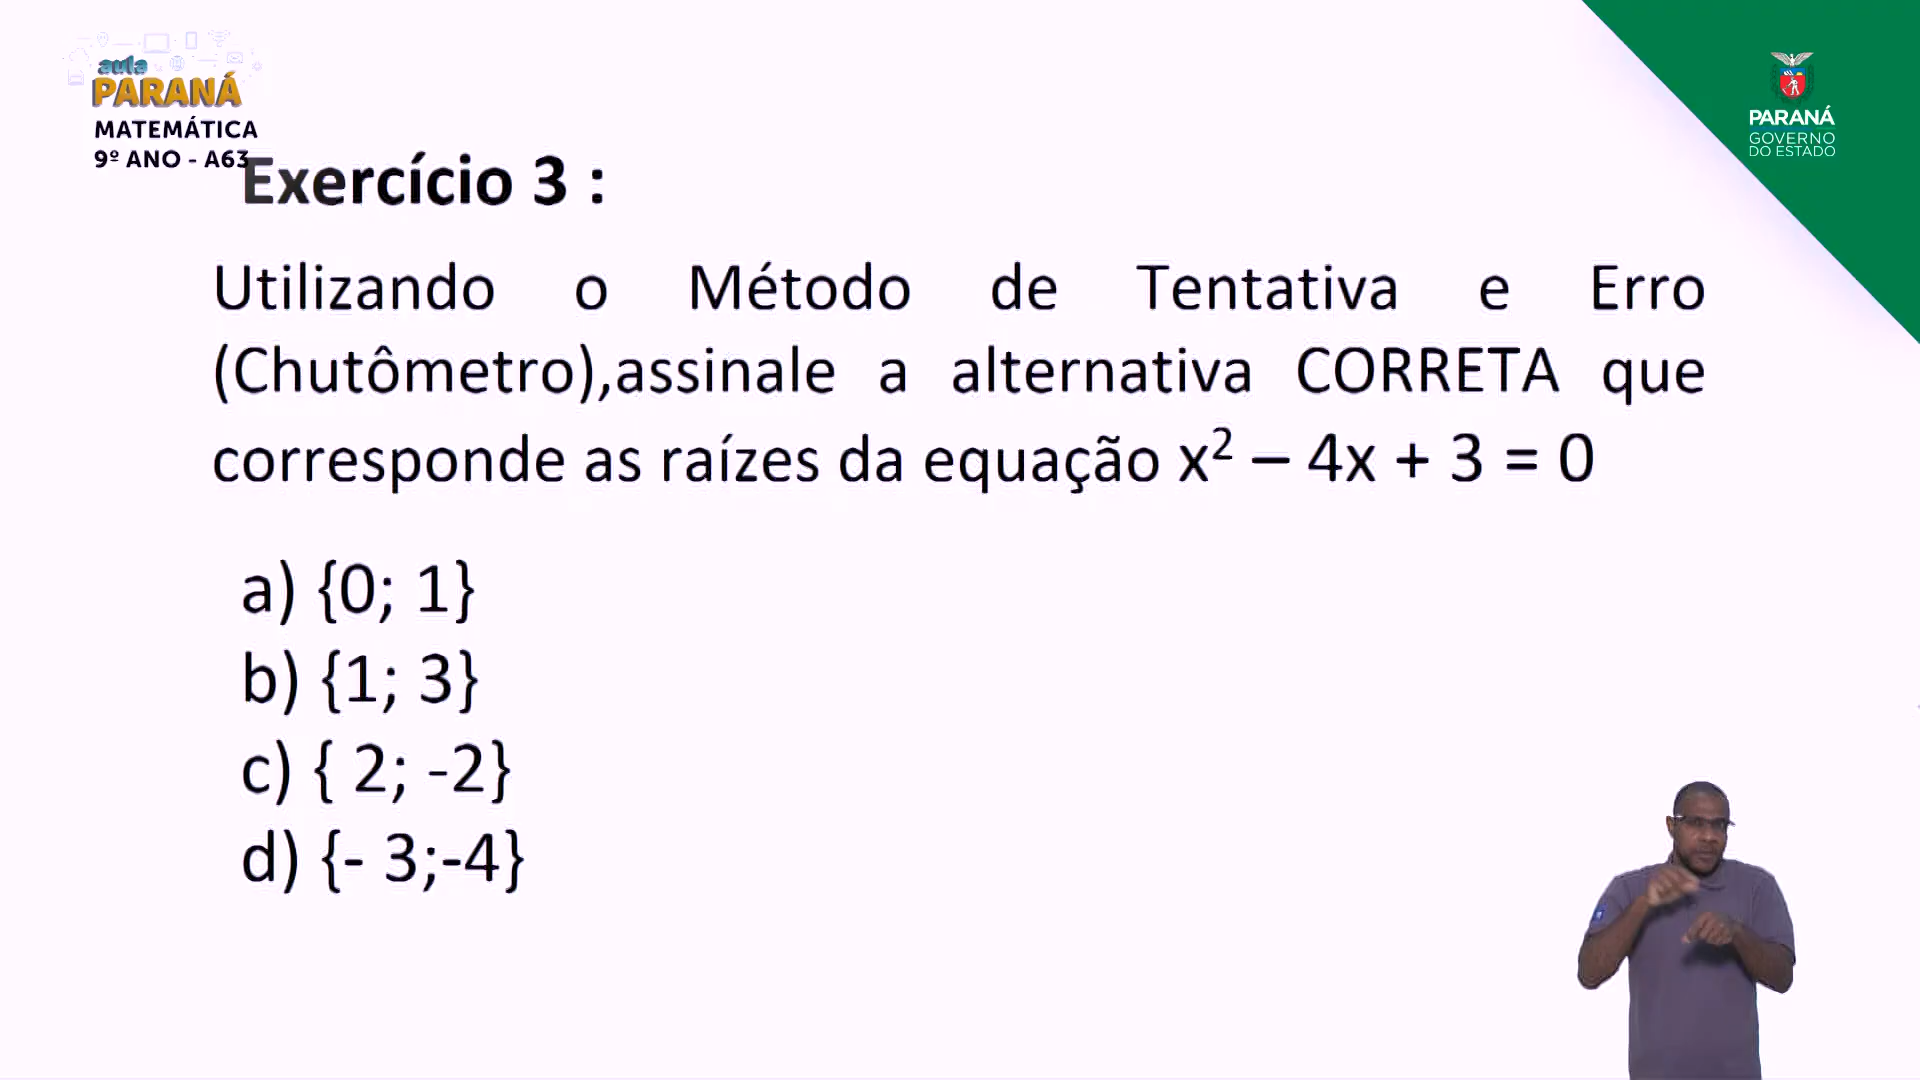 aula
PARANÁ
MATEMÁTICA
9º ANO - A63
PARANÁ
GOVERNO
DO ESTADO
Exercício 3 :
Utilizando o Método de Tentativa e Erro
(Chutômetro),assinale a alternativa CORRETA que
corresponde as raízes da equação x² – 4x + 3 = 0
a) {0; 1}
b) {1; 3}
c) { 2; -2}
d) {- 3;-4}